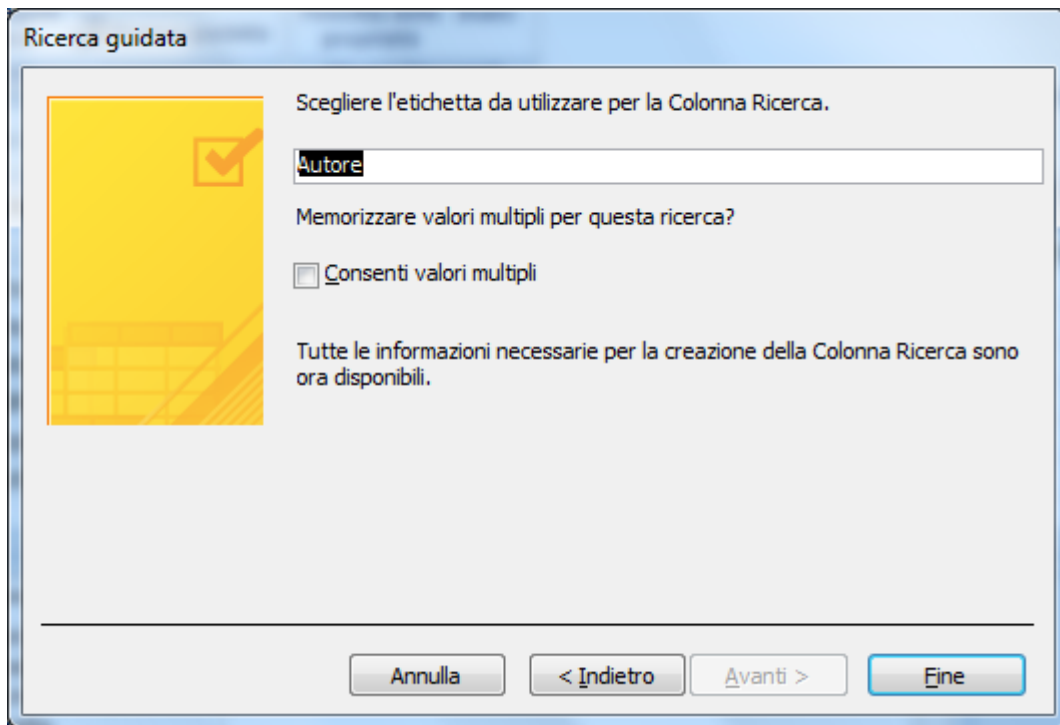 Ricerca guidata
Scegliere l'etichetta da utilizzare per la Colonna Ricerca.
Autore
Memorizzare valori multipli per questa ricerca?
Consenti valori multipli
Tutte le informazioni necessarie per la creazione della Colonna Ricerca sono
ora disponibili.
Annulla
< Indietro
Avanti >
Fine